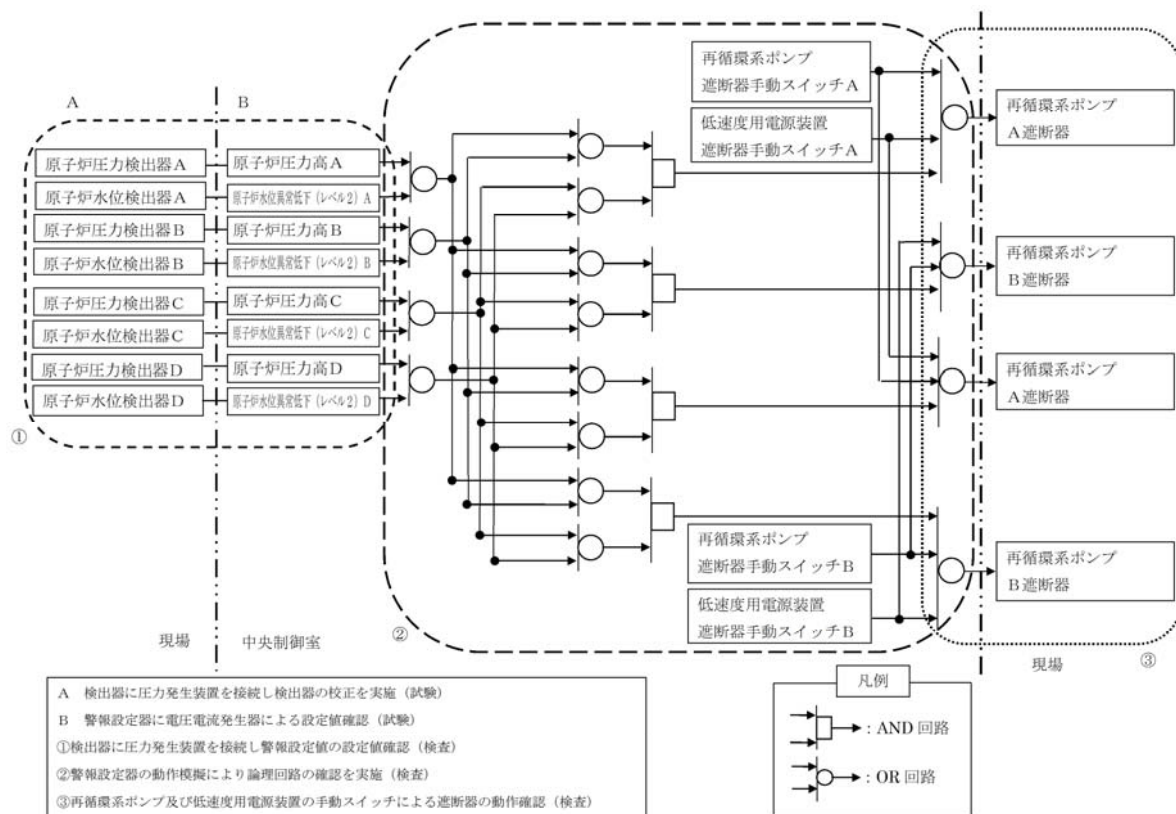 A
B
原子炉圧力検出器A
原子炉圧力高A
原子炉水位検出器A
原子炉水位異常低下(レベル2)A
原子炉圧力検出器B
原子炉圧力高B
原子炉水位検出器B
原子炉水位異常低下(レベル2)B
原子炉圧力検出器C
原子炉圧力高C
原子炉水位検出器C
原子炉水位異常低下(レベル2)C
原子炉圧力検出器D
原子炉圧力高D
原子炉水位検出器D
原子炉水位異常低下(レベル2)D
①
現場
中央制御室
②
再循環系ポンプ
遮断器手動スイッチA
低速度用電源装置
遮断器手動スイッチA
再循環系ポンプ
遮断器手動スイッチB
低速度用電源装置
遮断器手動スイッチB
再循環系ポンプ
A遮断器
再循環系ポンプ
B遮断器
再循環系ポンプ
A遮断器
再循環系ポンプ
B遮断器
現場
③
A 検出器に圧力発生装置を接続し検出器の校正を実施(試験)
B 警報設定器に電圧電流発生器による設定値確認(試験)
①検出器に圧力発生装置を接続し警報設定値の設定値確認(検査)
②警報設定器の動作模擬により論理回路の確認を実施(検査)
③再循環系ポンプ及び低速度用電源装置の手動スイッチによる遮断器の動作確認(検査)
凡例
:AND回路
:OR回路